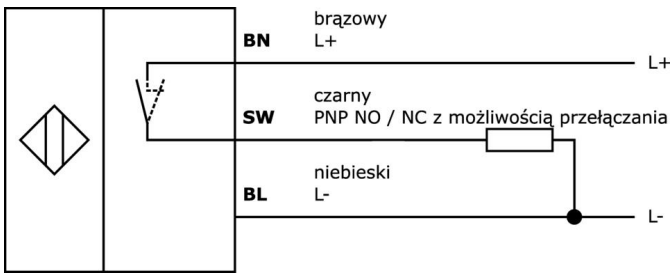 brązowy
BN L+
L+
czarny
SW PNP NO / NC z możliwością przełączania
niebieski
BL L-
L-